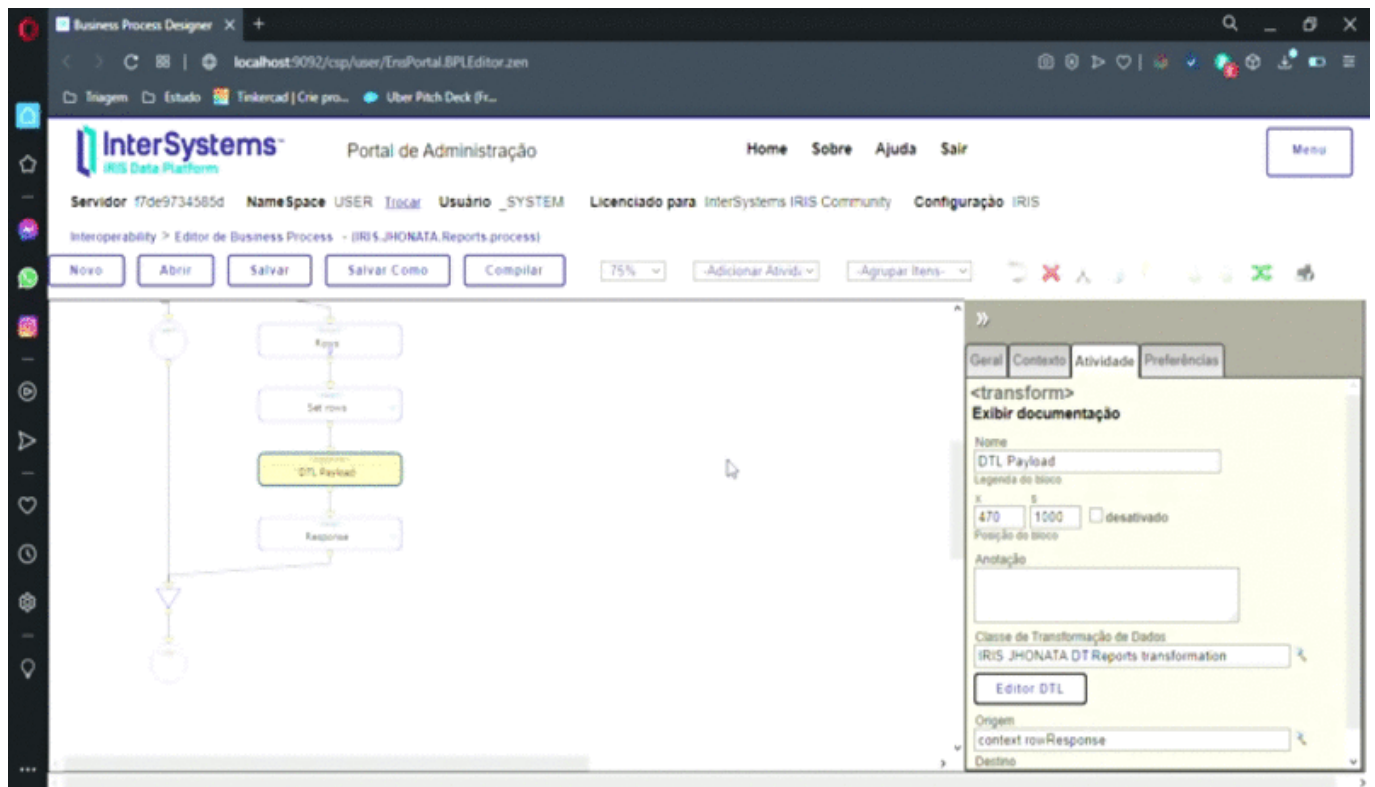 Business Process Designer
localhost:9092/csp/user/EnsPortal.BPLEditor.zen
Triagem Estudo Tinkercad | Crie pro... Uber Pitch Deck (Fr...
InterSystems
IRIS Data Platform
Portal de Administração
Home Sobre Ajuda Sair
Menu
Servidor f7de9734585d NameSpace USER Trocar Usuário _SYSTEM Licenciado para InterSystems IRIS Community Configuração IRIS
Interoperability > Editor de Business Process - (IRIS.JHONATA.Reports.process)
Novo Abrir Salvar Salvar Como Compilar 75% -Adicionar Ativid -Agrupar Itens-
Rows
Set rows
DTL Payload
Response
Geral Contexto Atividade Preferências
<transform>
Exibir documentação
Nome
DTL Payload
Legenda do bloco
X S
470 1000 desativado
Posição do bloco
Anotação
Classe de Transformação de Dados
IRIS JHONATA DT Reports transformation
Editor DTL
Origem
context rowResponse
Destino